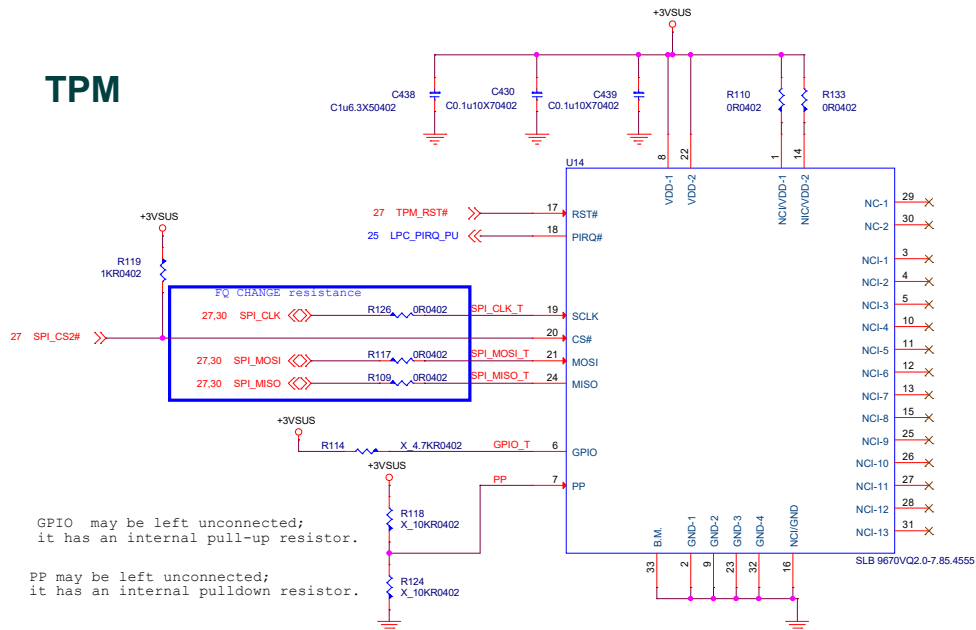 +3VSUS
TPM
C438
C1u6.3X50402
C430
C0.1u10X70402
C439
C0.1u10X70402
R110
0R0402
R133
0R0402
U14
8
22
1
14
VDD-1
VDD-2
NCI/VDD-1
NIC/VDD-2
27 TPM_RST#
17
RST#
25 LPC_PIRQ_PU
18
PIRQ#
+3VSUS
R119
1KR0402
FQ CHANGE resistance
27,30 SPI_CLK
R126
0R0402
SPI_CLK_T
19
SCLK
27 SPI_CS2#
20
CS#
27,30 SPI_MOSI
R117
0R0402
SPI_MOSI_T
21
MOSI
27,30 SPI_MISO
R109
0R0402
SPI_MISO_T
24
MISO
+3VSUS
R114
X_4.7KR0402
GPIO_T
6
GPIO
+3VSUS
PP
7
PP
R118
X_10KR0402
R124
X_10KR0402
GPIO may be left unconnected;
it has an internal pull-up resistor.
PP may be left unconnected;
it has an internal pulldown resistor.
NC-1 29
NC-2 30
NCI-1 3
NCI-2 4
NCI-3 5
NCI-4 10
NCI-5 11
NCI-6 12
NCI-7 13
NCI-8 15
NCI-9 25
NCI-10 26
NCI-11 27
NCI-12 28
NCI-13 31
B.M.
GND-1
GND-2
GND-3
GND-4
NCI/GND
33
2
9
23
32
16
SLB 9670VQ2.0-7.85.4555